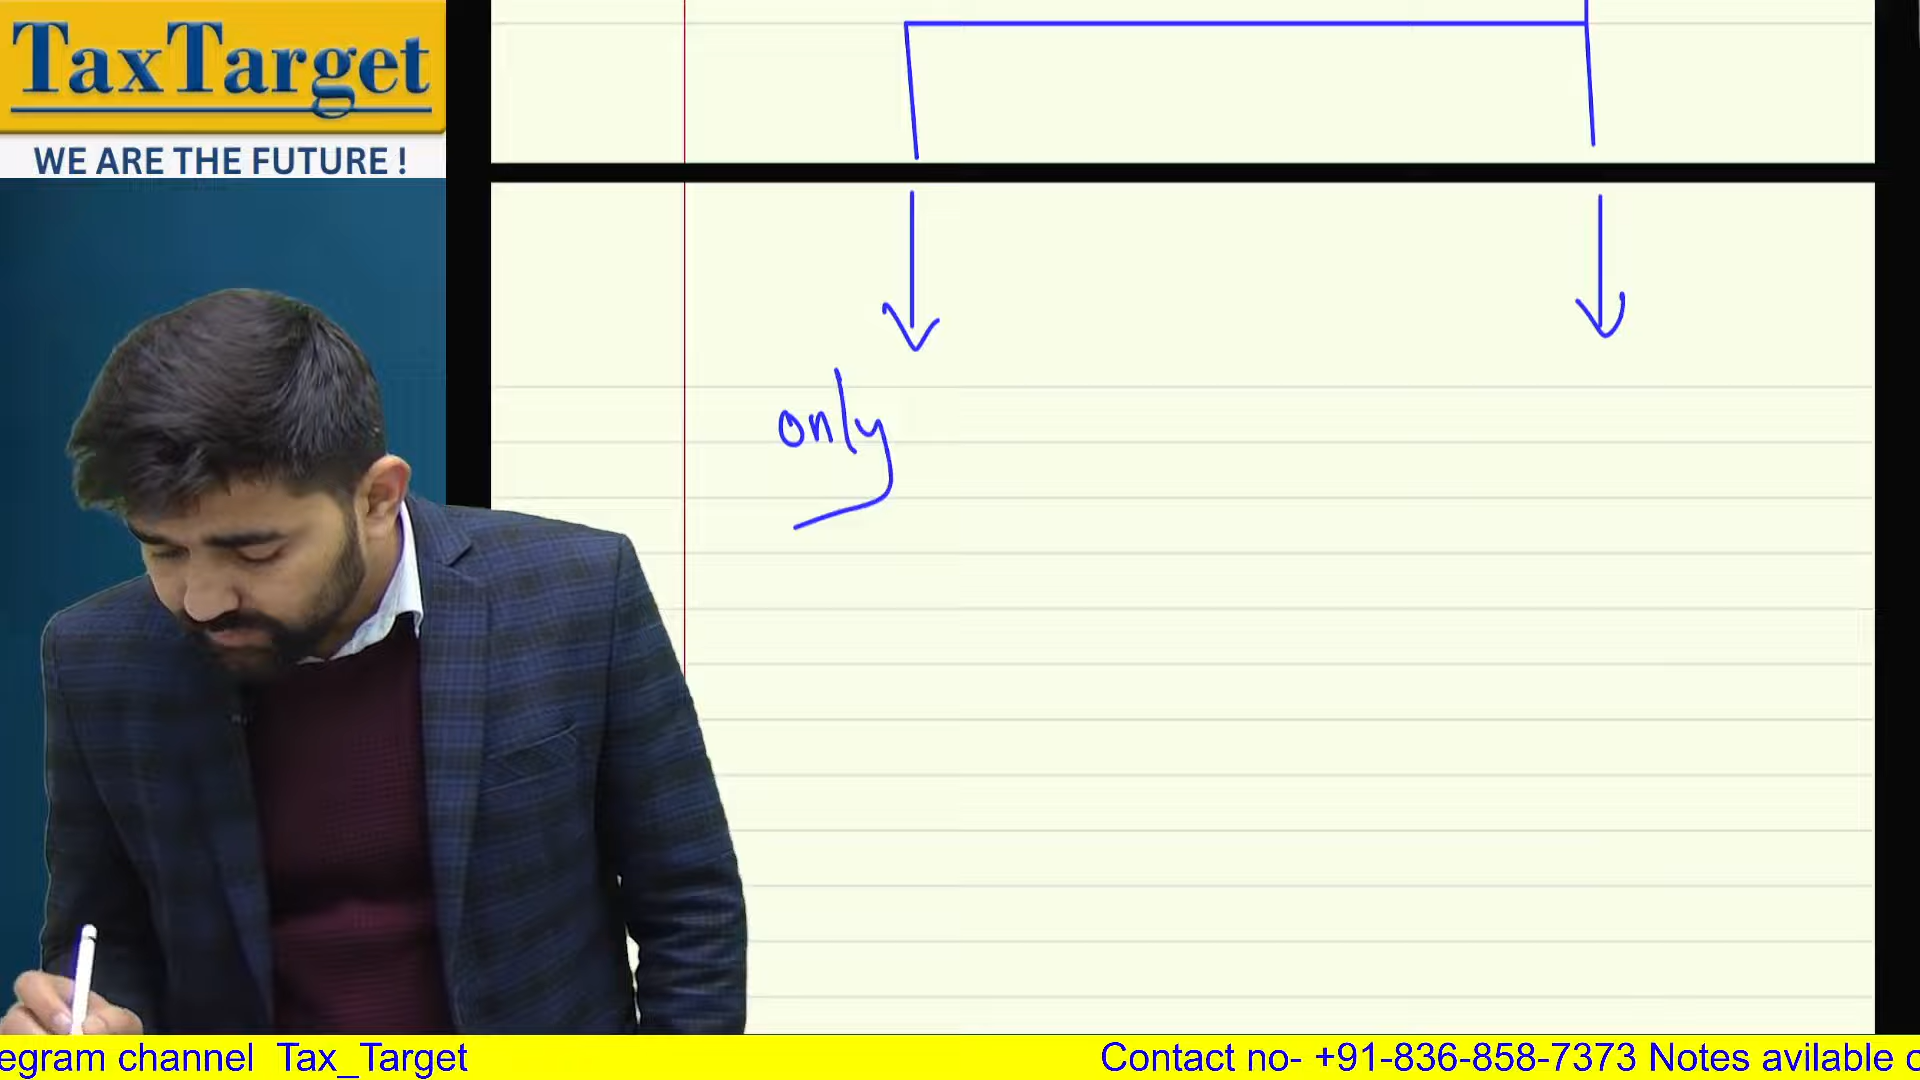 TaxTarget
WE ARE THE FUTURE !
only
egram channel Tax_Target
Contact no- +91-836-858-7373 Notes avilable o